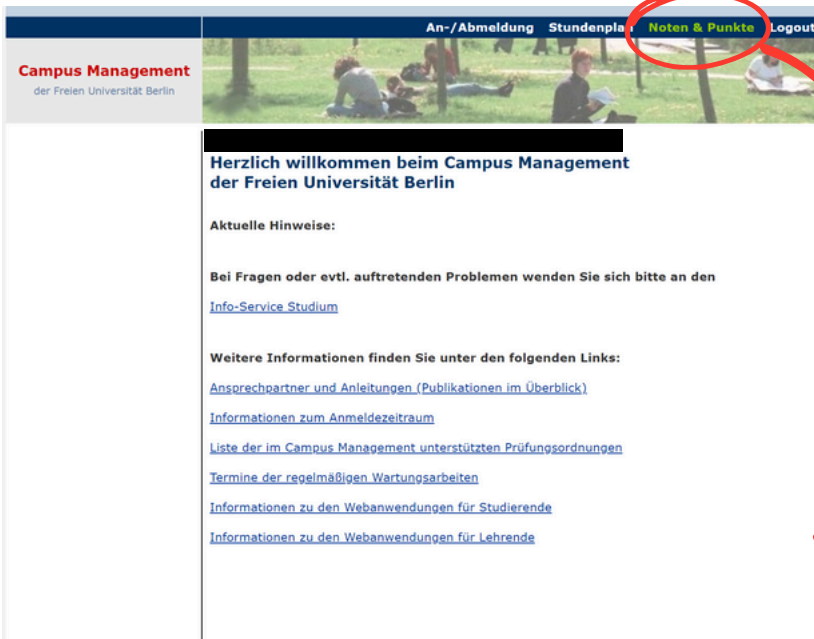 An-/Abmeldung Stundenplan Noten & Punkte Logout
Campus Management
der Freien Universität Berlin
Herzlich willkommen beim Campus Management
der Freien Universität Berlin
Aktuelle Hinweise:
Bei Fragen oder evtl. auftretenden Problemen wenden Sie sich bitte an den
Info-Service Studium
Weitere Informationen finden Sie unter den folgenden Links:
Ansprechpartner und Anleitungen (Publikationen im Überblick)
Informationen zum Anmeldezeitraum
Liste der im Campus Management unterstützten Prüfungsordnungen
Termine der regelmäßigen Wartungsarbeiten
Informationen zu den Webanwendungen für Studierende
Informationen zu den Webanwendungen für Lehrende